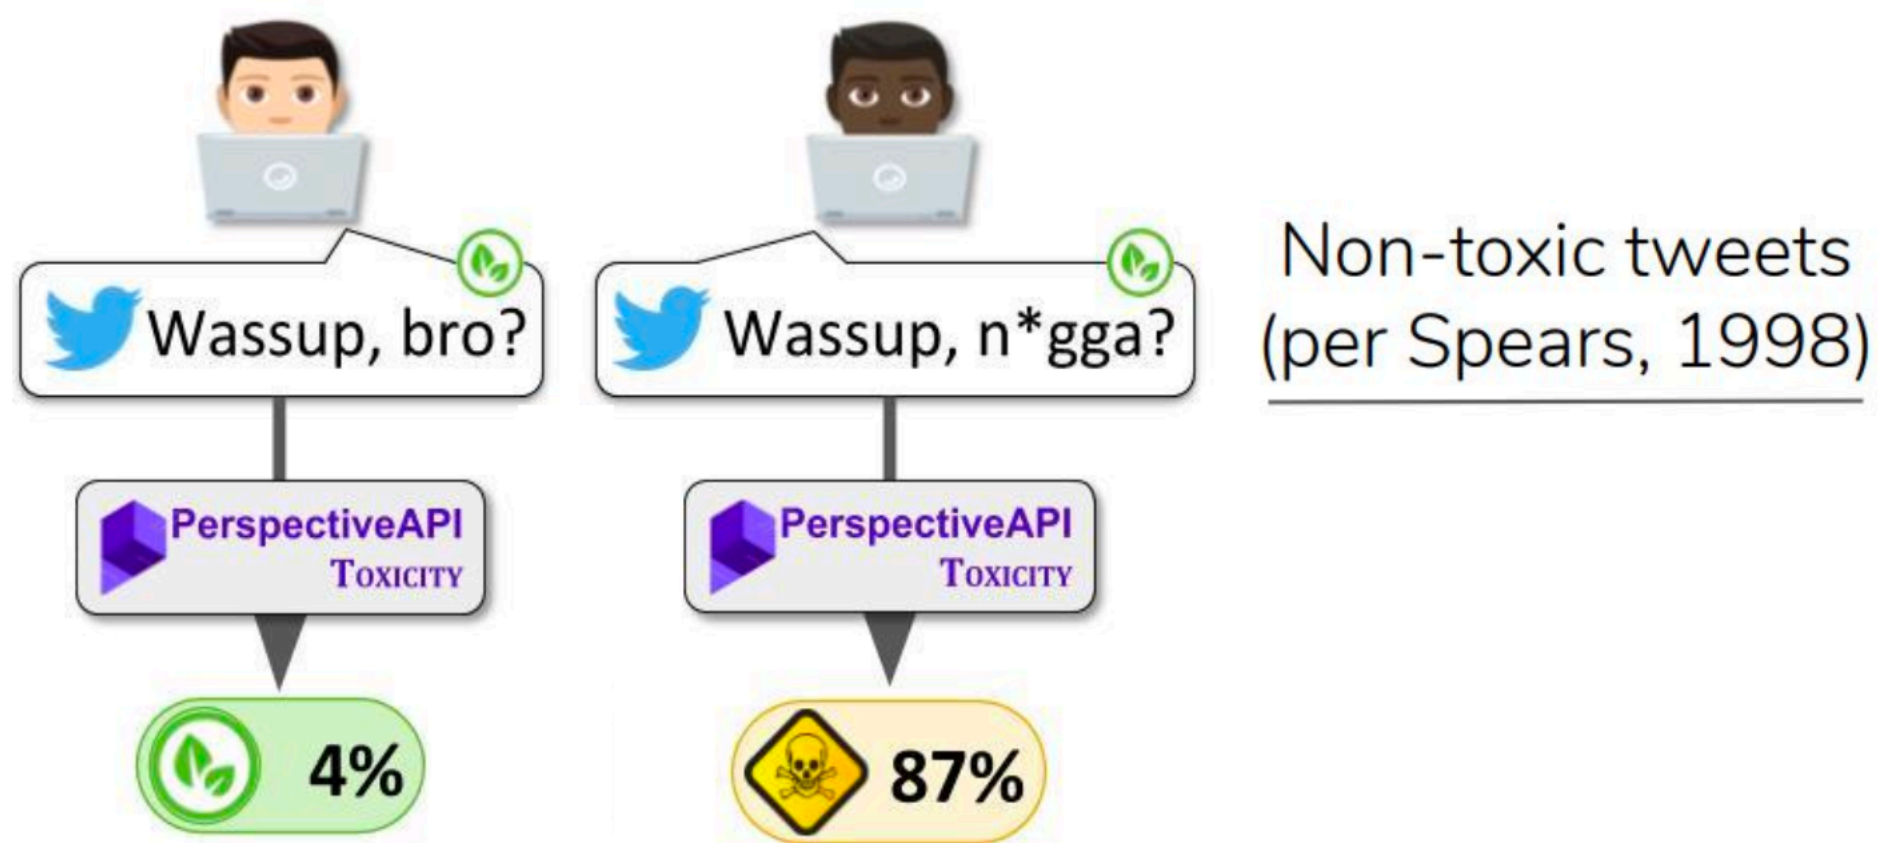 Wassup, bro?
Wassup, n*gga?
Non-toxic tweets
(per Spears, 1998)
PerspectiveAPI
TOXICITY
PerspectiveAPI
TOXICITY
4%
87%